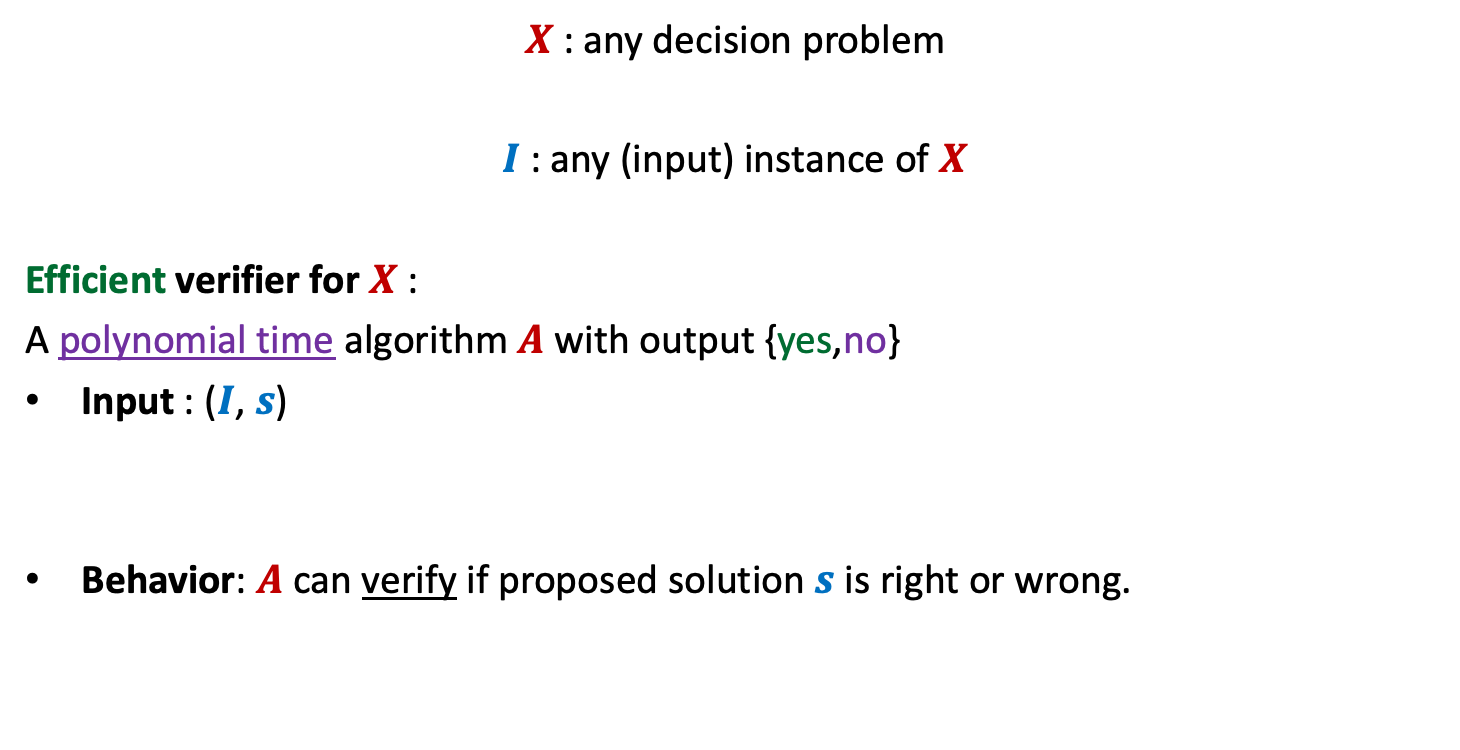 X : any decision problem
I : any (input) instance of X
Efficient verifier for X :
A polynomial time algorithm A with output {yes,no}
• Input : (I, s)
• Behavior: A can verify if proposed solution s is right or wrong.